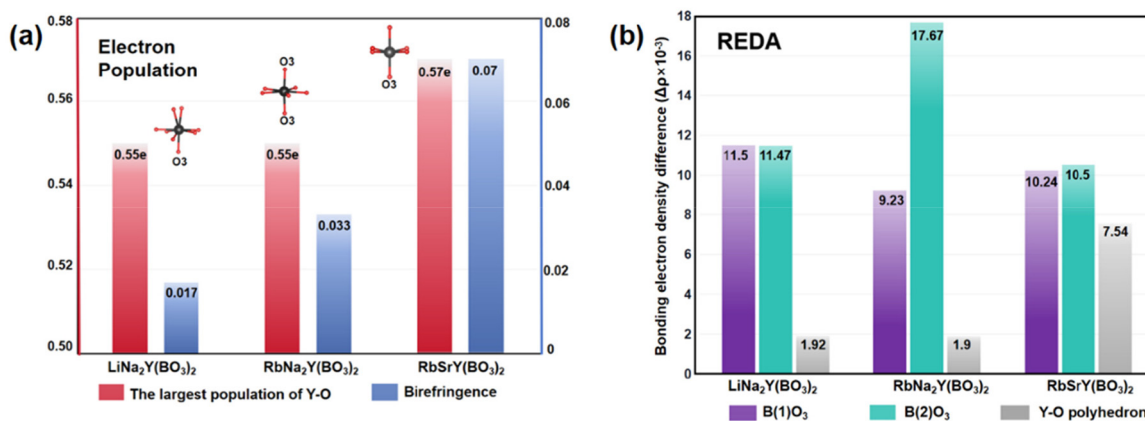 (a)
Electron
Population
0.58
0.56
0.54
0.52
0.50
0.08
0.06
0.04
0.02
0
O3
O3
O3
O3
0.55e
0.017
0.55e
0.033
0.57e
0.07
LiNa₂Y(BO₃)₂
RbNa₂Y(BO₃)₂
RbSrY(BO₃)₂
The largest population of Y-O
Birefringence
(b)
REDA
Bonding electron density difference (Δρ×10⁻³)
18
16
14
12
10
8
6
4
2
0
11.5
11.47
1.92
9.23
17.67
1.9
10.24
10.5
7.54
LiNa₂Y(BO₃)₂
RbNa₂Y(BO₃)₂
RbSrY(BO₃)₂
B(1)O₃
B(2)O₃
Y-O polyhedron